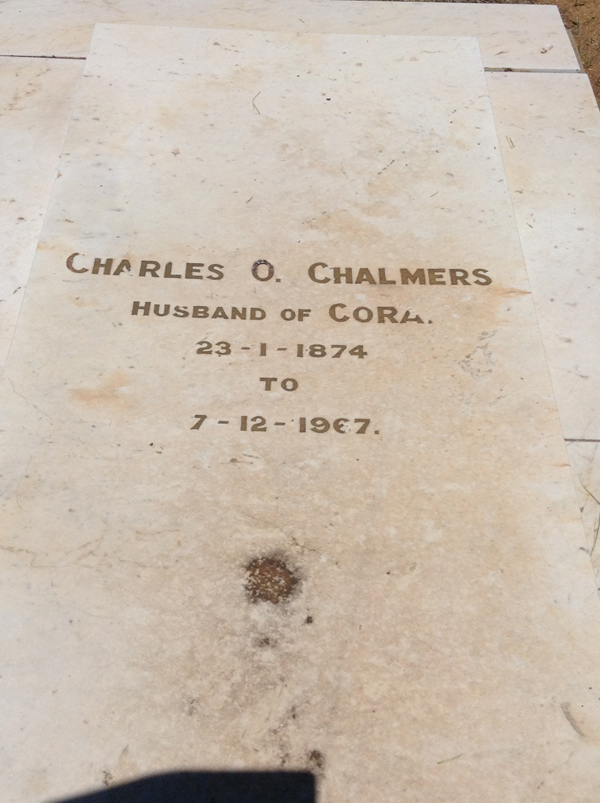 CHARLES O. CHALMERS
HUSBAND OF CORA.
23-1-1874
TO
7-12-1967.